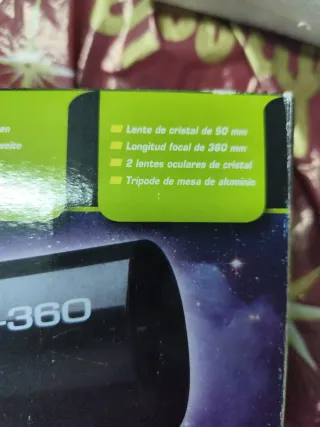 Lente de cristal de 50 mm
Longitud focal de 360 mm
2 lentes oculares de cristal
Trípode de mesa de aluminio
-360